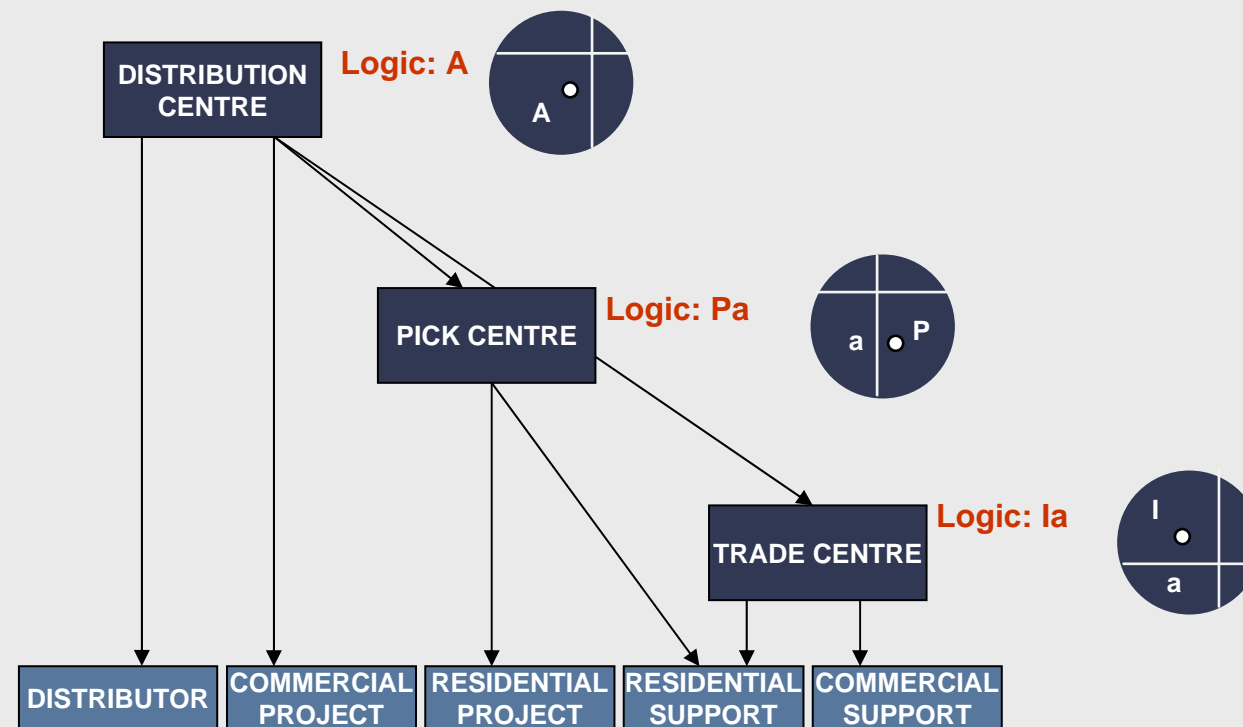 DISTRIBUTION
CENTRE
Logic: A
A
PICK CENTRE
Logic: Pa
a
P
TRADE CENTRE
Logic: Ia
I
a
DISTRIBUTOR
COMMERCIAL
PROJECT
RESIDENTIAL
PROJECT
RESIDENTIAL
SUPPORT
COMMERCIAL
SUPPORT